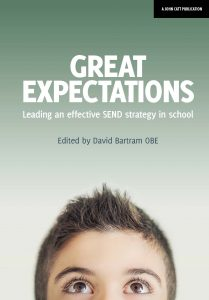 A JOHN CATT PUBLICATION
GREAT
EXPECTATIONS
Leading an effective SEND strategy in school
Edited by David Bartram OBE